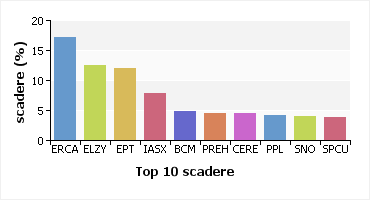 scadere (%)
20
15
10
5
0
ERCA ELZY EPT IASX BCM PREH CERE PPL SNO SPCU
Top 10 scadere